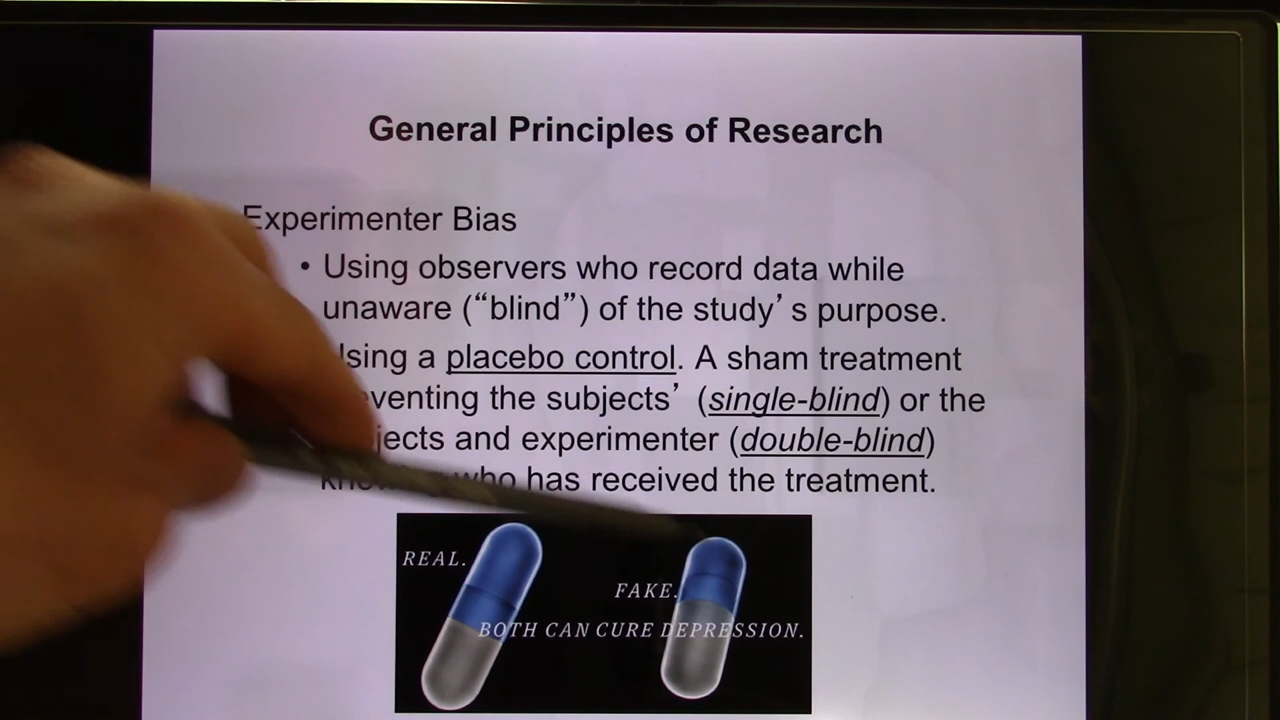 General Principles of Research
Experimenter Bias
• Using observers who record data while
unaware (“blind”) of the study’s purpose.
a placebo control. A sham treatment
the subjects’ (single-blind) or the
and experimenter (double-blind)
who has received the treatment.
REAL.
FAKE.
BOTH CAN CURE DEPRESSION.